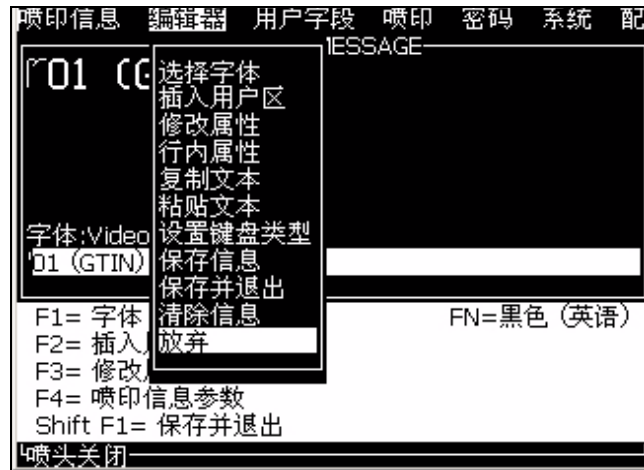 喷印信息 编辑器 用户字段 喷印 密码 系统 配
ESSAGE
01 (G
选择字体
插入用户区
修改属性
行内属性
复制文本
粘贴文本
设置键盘类型
保存信息
保存并退出
清除信息
放弃
字体:Video
01 (GTIN)
F1= 字体
FN=黑色 (英语)
F2= 插入
F3= 修改
F4= 喷印信息参数
Shift F1= 保存并退出
喷头关闭